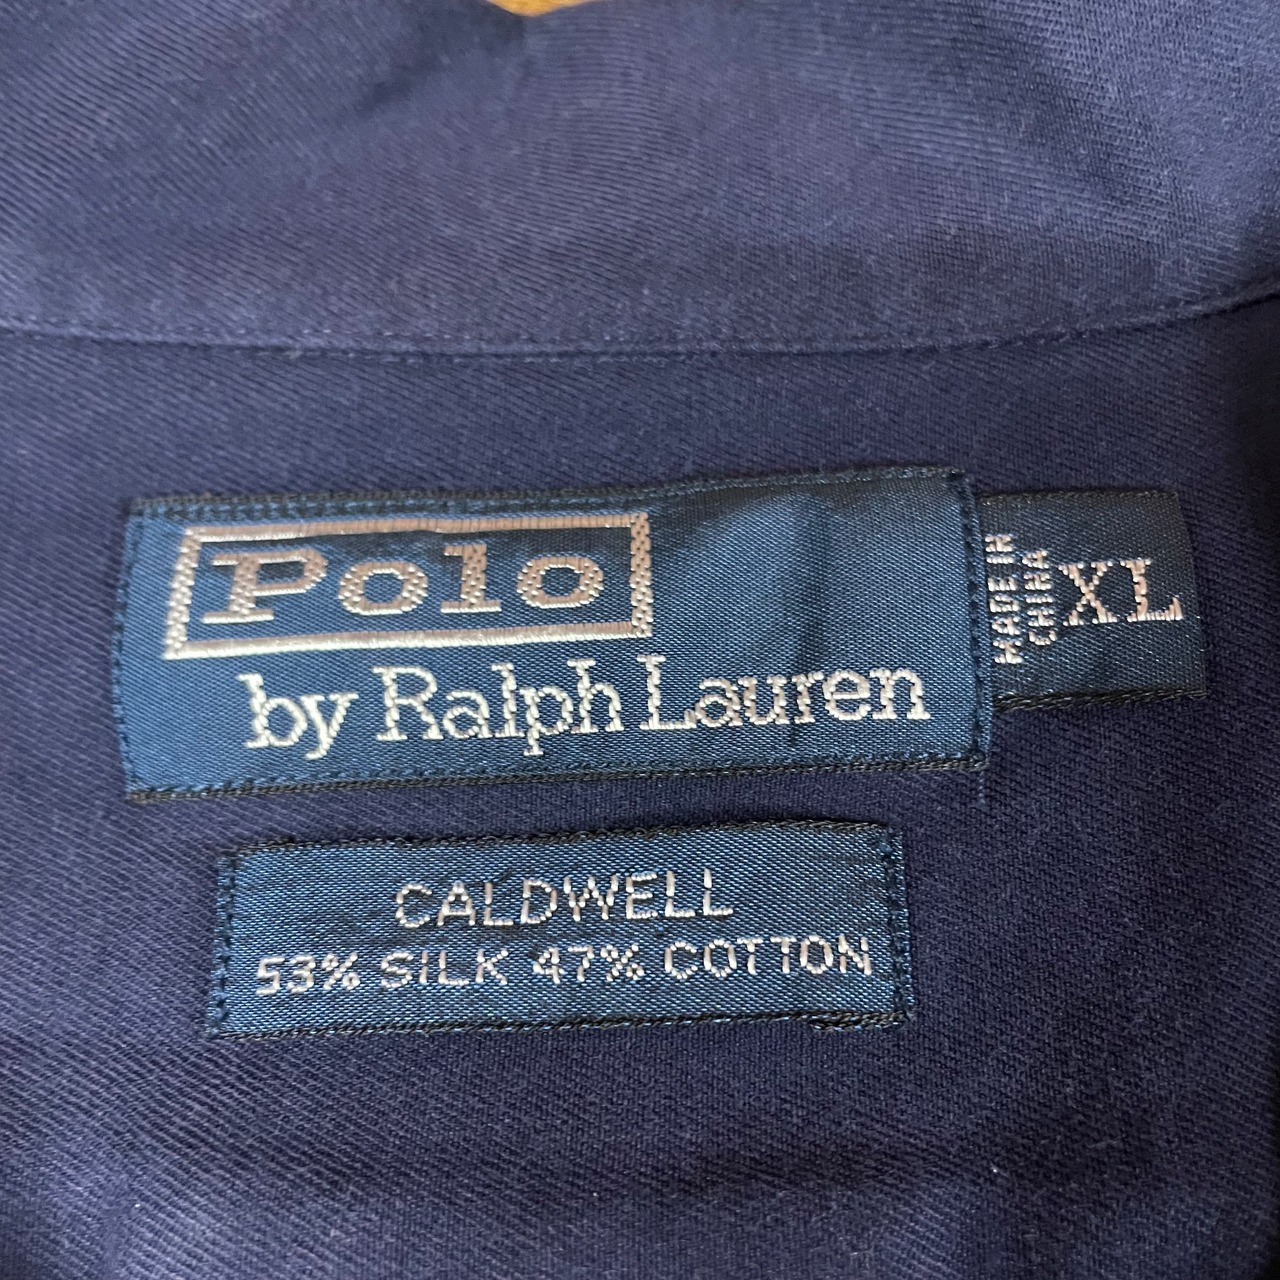 Polo
by Ralph Lauren
MADE IN
CHINA
XL
CALDWELL
53% SILK 47% COTTON